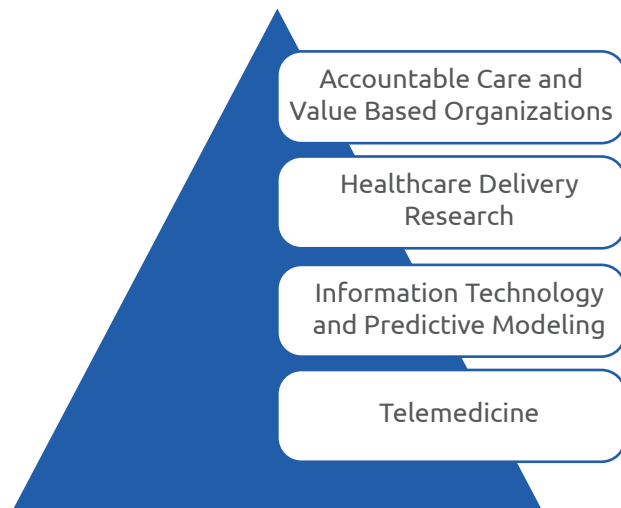 Accountable Care and
Value Based Organizations
Healthcare Delivery
Research
Information Technology
and Predictive Modeling
Telemedicine